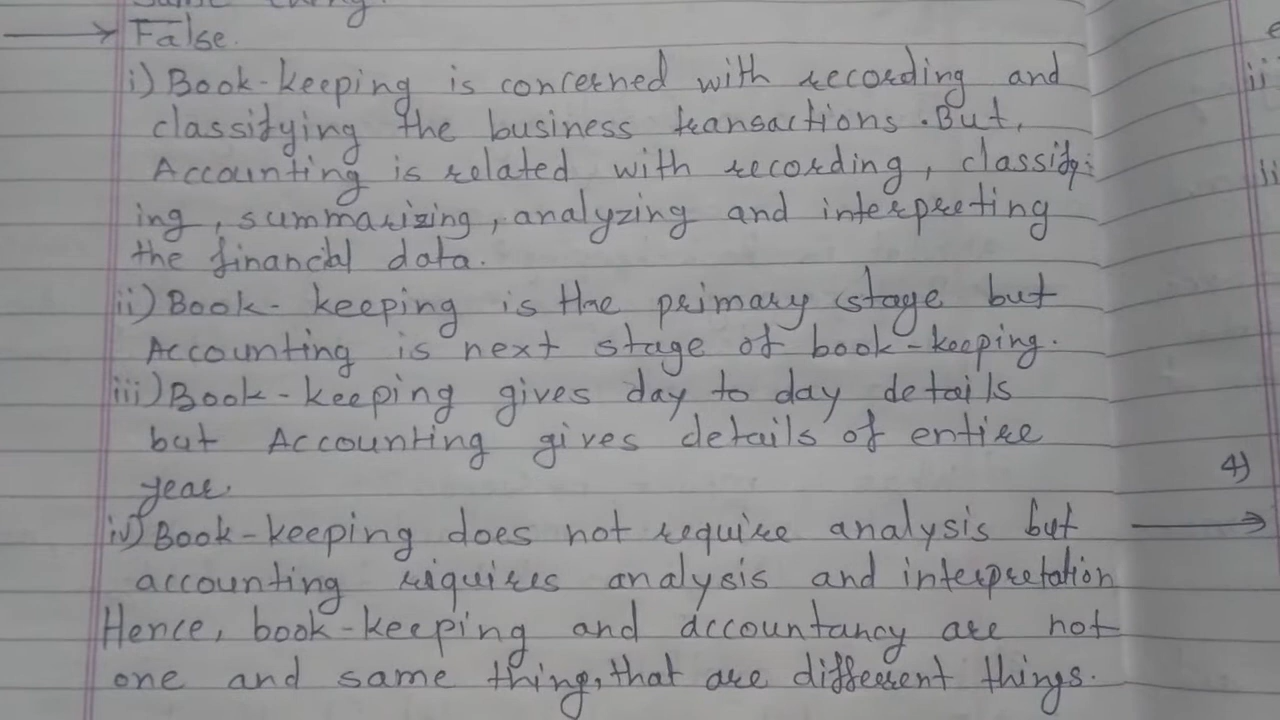 same thing.
→ False.
i) Book-keeping is concerned with recording and
classifying the business transactions. But,
Accounting is related with recording, classify-
ing, summarizing, analyzing and interpreting
the financial data.
ii) Book-keeping is the primary stage but
Accounting is next stage of book-keeping.
iii) Book-keeping gives day to day details
but Accounting gives details of entire
year.
iv) Book-keeping does not require analysis but
accounting riquires analysis and interpretation
Hence, book-keeping and accountancy are not
one and same thing, that are different things.
ii
4)
→